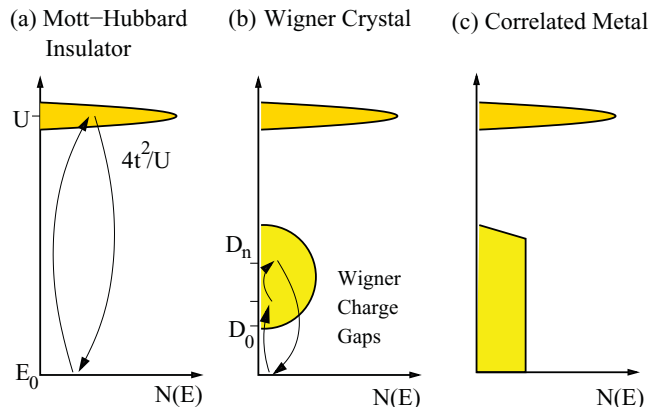 (a) Mott−Hubbard
Insulator
(b) Wigner Crystal
(c) Correlated Metal
U
4t²/U
Dₙ
D₀
Wigner
Charge
Gaps
E₀
N(E)
N(E)
N(E)